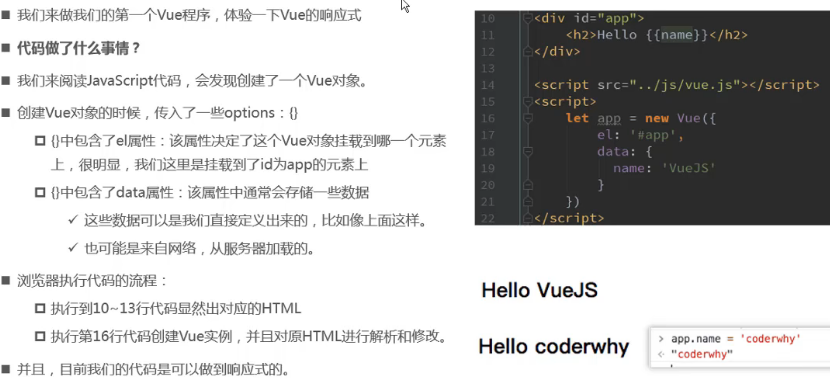 我们来做我们的第一个Vue程序，体验一下Vue的响应式
代码做了什么事情？
我们来阅读JavaScript代码，会发现创建了一个Vue对象。
创建Vue对象的时候，传入了一些options：{}
{}中包含了el属性：该属性决定了这个Vue对象挂载到哪一个元素
上，很明显，我们这里是挂载到了id为app的元素上
{}中包含了data属性：该属性中通常会存储一些数据
✓ 这些数据可以是我们直接定义出来的，比如像上面这样。
✓ 也可能是来自网络，从服务器加载的。
浏览器执行代码的流程：
执行到10~13行代码显然出对应的HTML
执行第16行代码创建Vue实例，并且对原HTML进行解析和修改。
并且，目前我们的代码是可以做到响应式的。
10 <div id="app">
11 <h2>Hello {{name}}</h2>
12 </div>
13
14 <script src="../js/vue.js"></script>
15 <script>
16 let app = new Vue({
17 el: '#app',
18 data: {
19 name: 'VueJS'
20 }
21 })
22 </script>
Hello VueJS
Hello coderwhy
> app.name = 'coderwhy'
< "coderwhy"